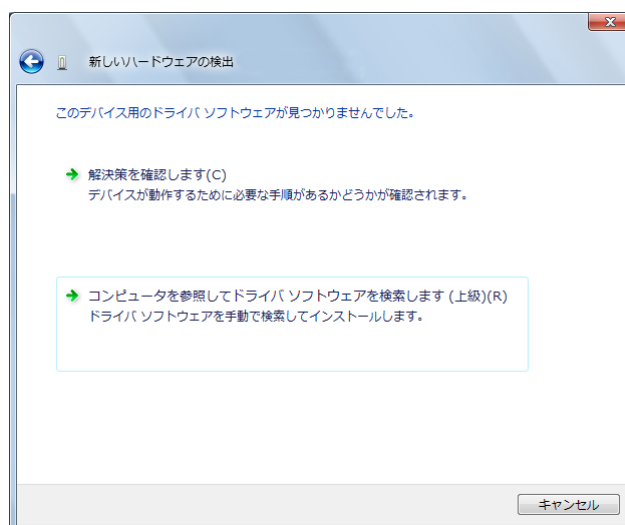 新しいハードウェアの検出
このデバイス用のドライバ ソフトウェアが見つかりませんでした。
解決策を確認します(C)
デバイスが動作するために必要な手順があるかどうかが確認されます。
コンピュータを参照してドライバ ソフトウェアを検索します (上級)(R)
ドライバ ソフトウェアを手動で検索してインストールします。
キャンセル